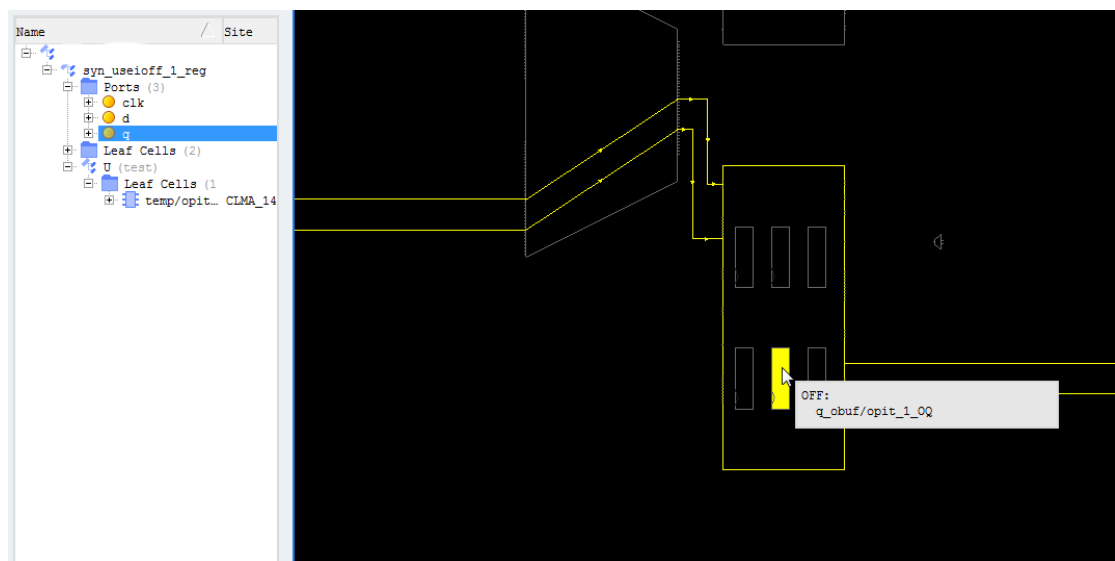 Name Site
syn_useioff_1_reg
Ports (3)
clk
d
q
Leaf Cells (2)
U (test)
Leaf Cells (1
temp/opit… CLMA_14
OFF:
q_obuf/opit_1_OQ